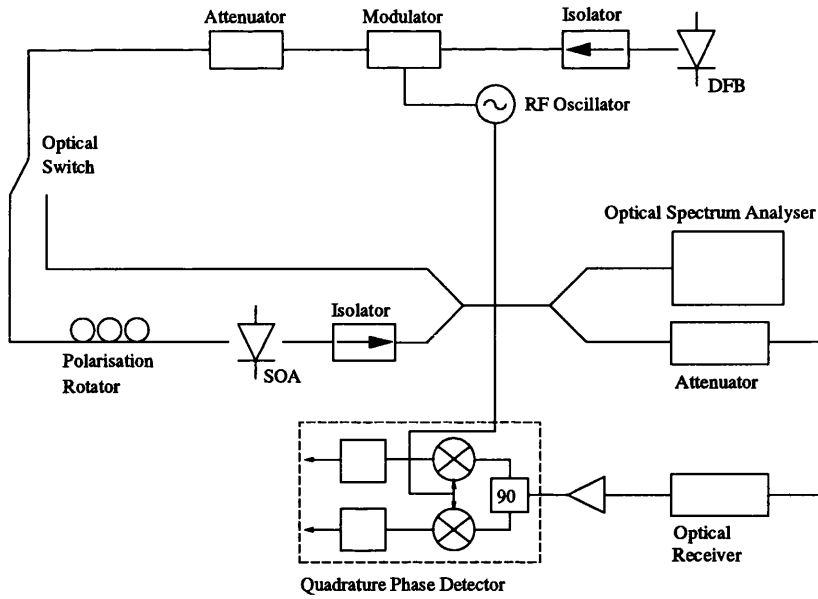 Attenuator
Modulator
Isolator
DFB
RF Oscillator
Optical
Switch
Optical Spectrum Analyser
Isolator
Polarisation
Rotator
SOA
Attenuator
90
Optical
Receiver
Quadrature Phase Detector